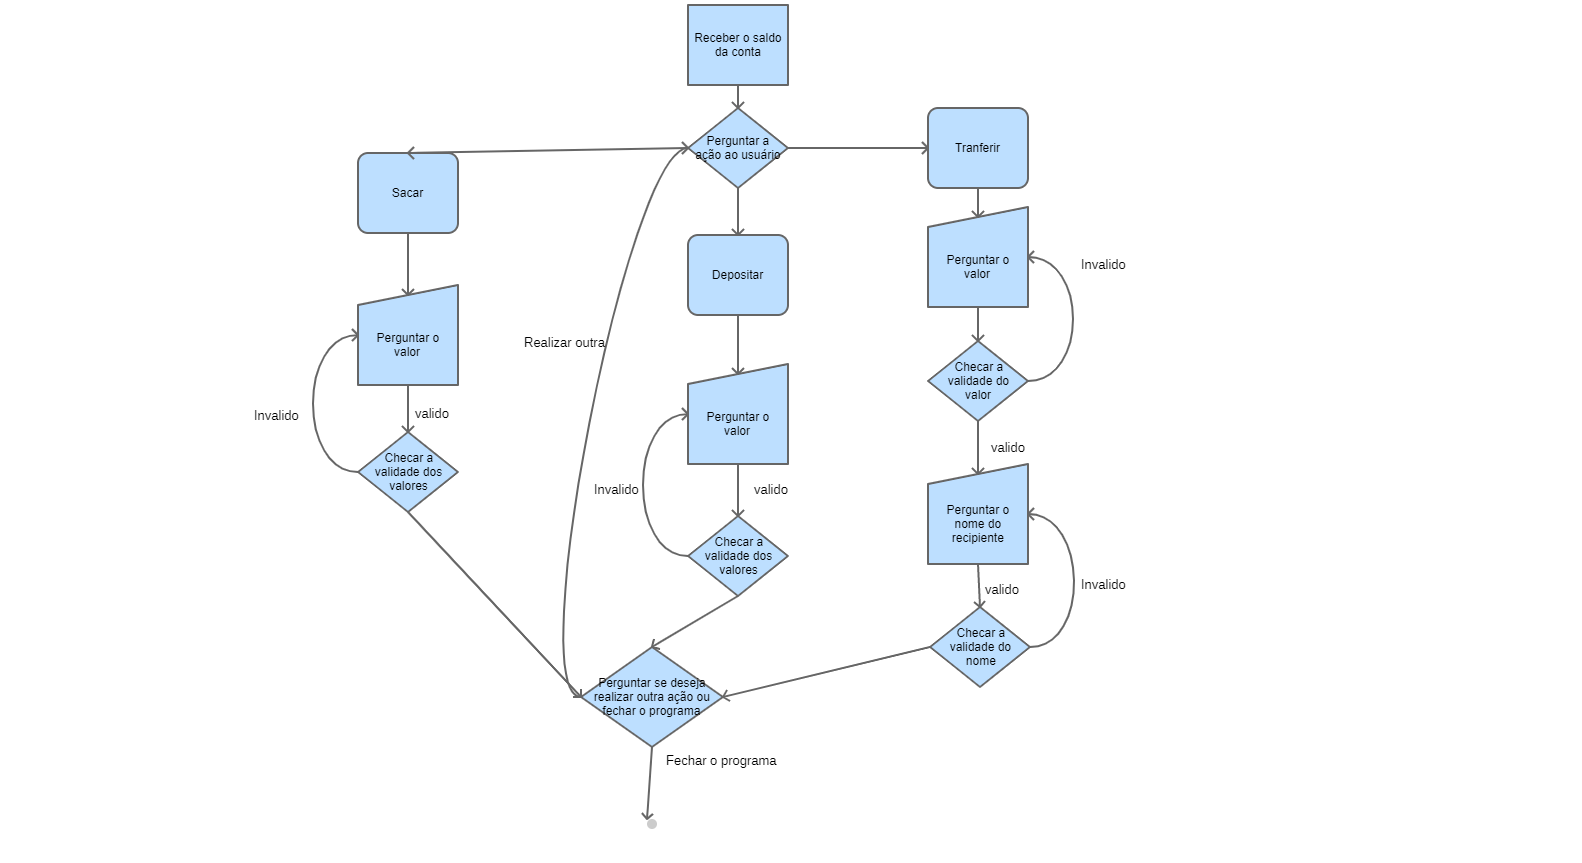 Receber o saldo
da conta
Perguntar a
ação ao usuário
Tranferir
Sacar
Depositar
Perguntar o
valor
Invalido
Perguntar o
valor
Realizar outra
Checar a
validade do
valor
Invalido
valido
Perguntar o
valor
valido
Checar a
validade dos
valores
Invalido
valido
Perguntar o
nome do
recipiente
Checar a
validade dos
valores
valido
Invalido
Checar a
validade do
nome
Perguntar se deseja
realizar outra ação ou
fechar o programa
Fechar o programa